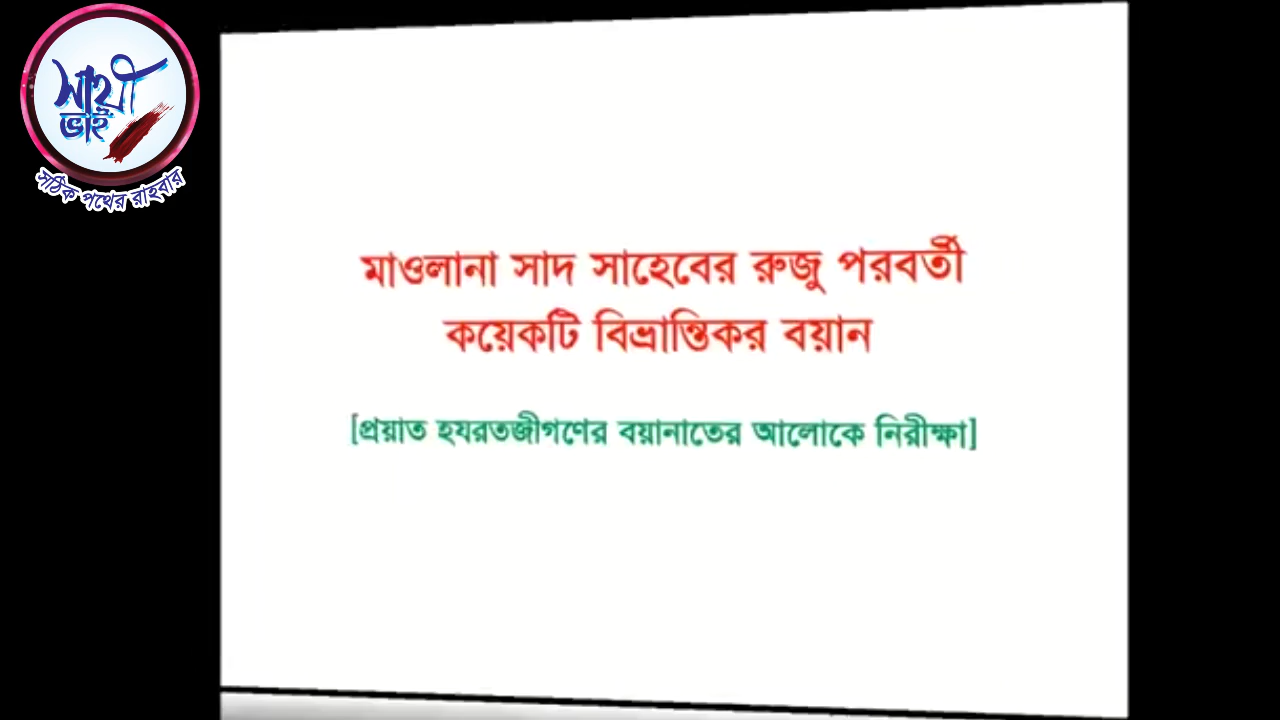 সাথী
ভাই
সঠিক পথের রাহবার
মাওলানা সাদ সাহেবের রুজু পরবর্তী
কয়েকটি বিভ্রান্তিকর বয়ান
[প্রয়াত হযরতজীগণের বয়ানাতের আলোকে নিরীক্ষা]